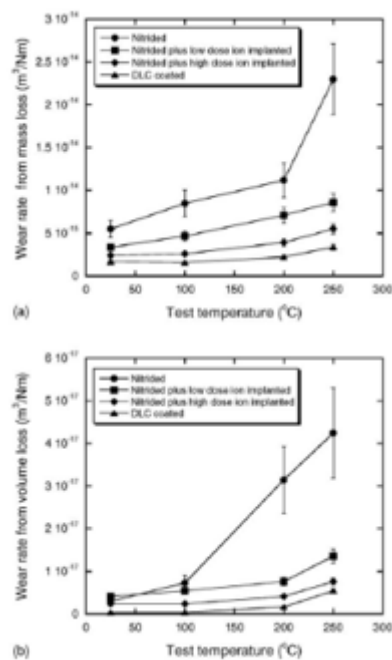 3 10⁻¹⁴
Nitrided
Nitrided plus low dose ion implanted
Nitrided plus high dose ion implanted
DLC coated
2.5 10⁻¹⁴
2 10⁻¹⁴
1.5 10⁻¹⁴
1 10⁻¹⁴
5 10⁻¹⁵
0
Wear rate from mass loss (m³/Nm)
0 50 100 150 200 250 300
(a) Test temperature (⁰C)
6 10⁻¹⁷
Nitrided
Nitrided plus low dose ion implanted
Nitrided plus high dose ion implanted
DLC coated
5 10⁻¹⁷
4 10⁻¹⁷
3 10⁻¹⁷
2 10⁻¹⁷
1 10⁻¹⁷
0
Wear rate from volume loss (m³/Nm)
0 50 100 150 200 250 300
(b) Test temperature (⁰C)